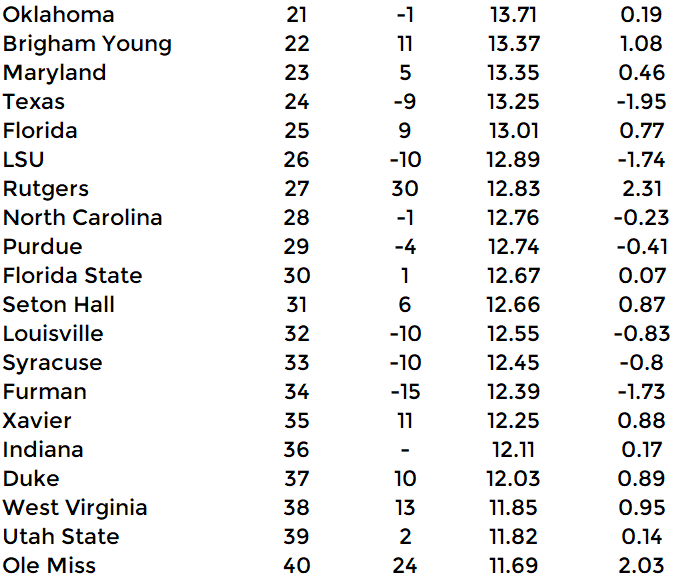 Oklahoma 21 -1 13.71 0.19
Brigham Young 22 11 13.37 1.08
Maryland 23 5 13.35 0.46
Texas 24 -9 13.25 -1.95
Florida 25 9 13.01 0.77
LSU 26 -10 12.89 -1.74
Rutgers 27 30 12.83 2.31
North Carolina 28 -1 12.76 -0.23
Purdue 29 -4 12.74 -0.41
Florida State 30 1 12.67 0.07
Seton Hall 31 6 12.66 0.87
Louisville 32 -10 12.55 -0.83
Syracuse 33 -10 12.45 -0.8
Furman 34 -15 12.39 -1.73
Xavier 35 11 12.25 0.88
Indiana 36 - 12.11 0.17
Duke 37 10 12.03 0.89
West Virginia 38 13 11.85 0.95
Utah State 39 2 11.82 0.14
Ole Miss 40 24 11.69 2.03